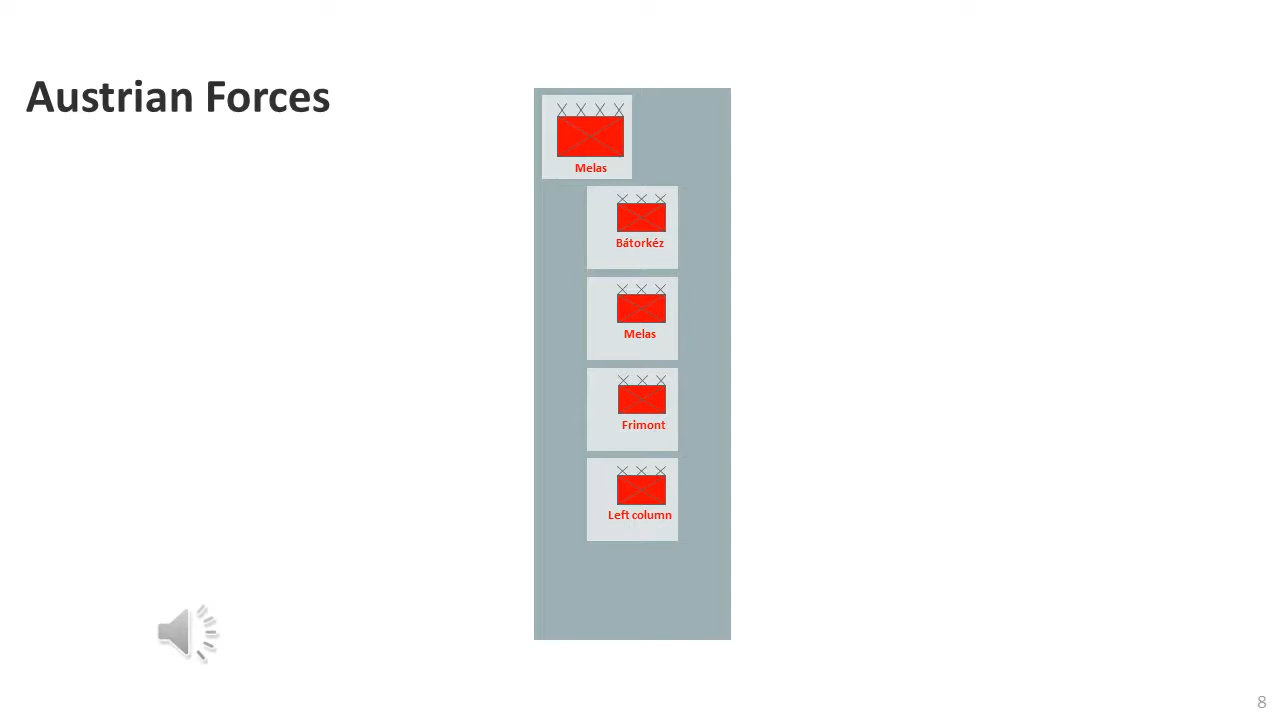 Austrian Forces
Melas
Bátorkéz
Melas
Frimont
Left column
8